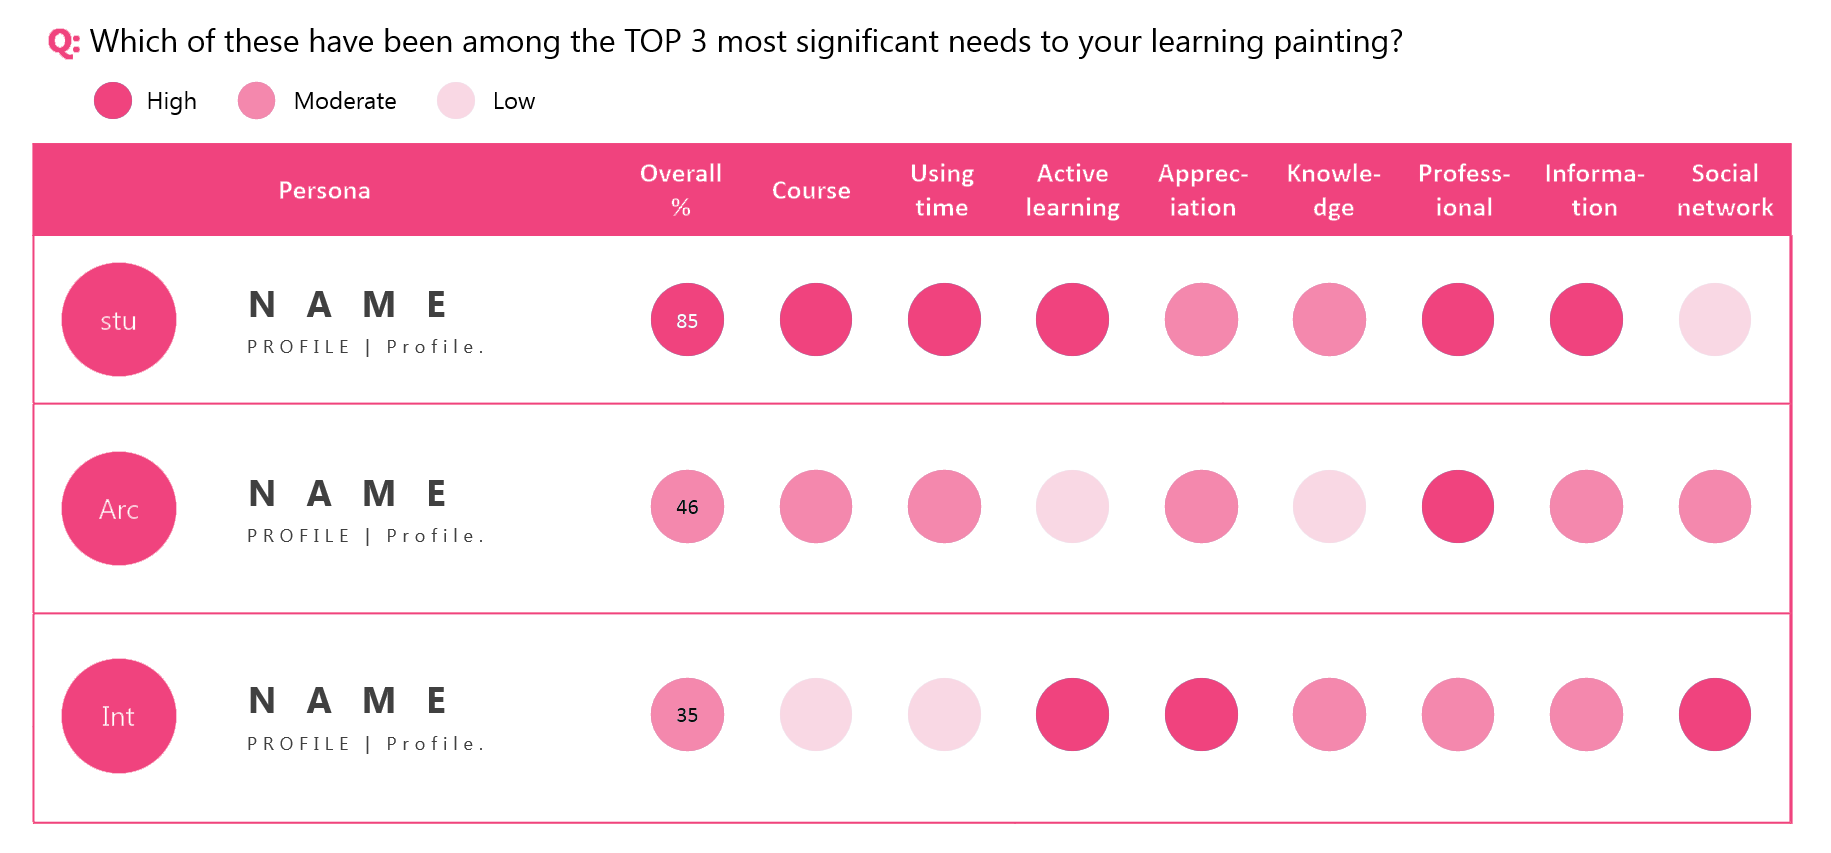 Q: Which of these have been among the TOP 3 most significant needs to your learning painting?
High Moderate Low
Persona
Overall
%
Course
Using
time
Active
learning
Apprec-
iation
Knowle-
dge
Profess-
ional
Informa-
tion
Social
network
stu
N A M E
PROFILE | Profile.
85
Arc
N A M E
PROFILE | Profile.
46
Int
N A M E
PROFILE | Profile.
35